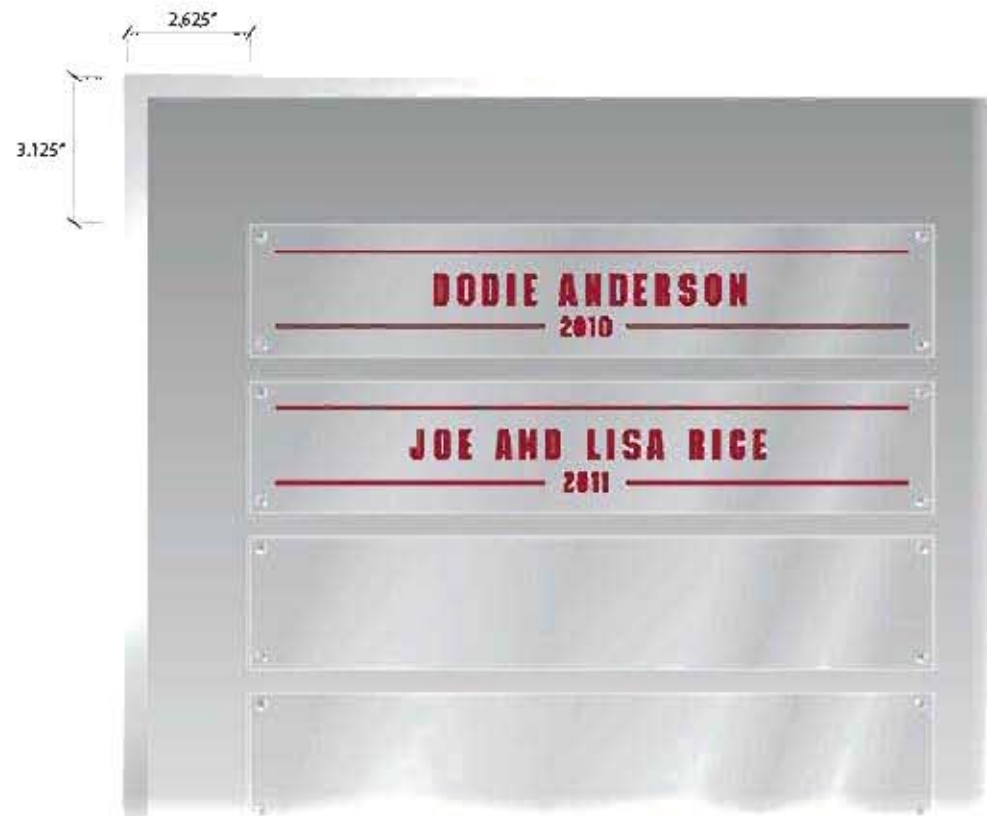 2.625"
3.125"
DODIE ANDERSON
2010
JOE AND LISA RICE
2011